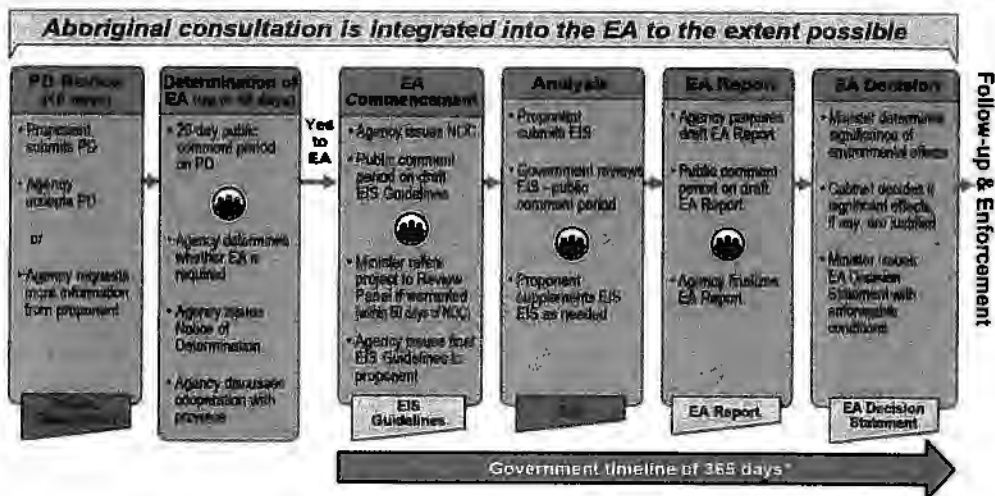 Aboriginal consultation is integrated into the EA to the extent possible
PD Review
(10 days)
• Proponent
submits PD
• Agency
accepts PD
or
• Agency requests
more information
from proponent
Determination of
EA (up to 45 days)
• 20-day public
comment period
on PD
• Agency determines
whether EA is
required
• Agency issues
Notice of
Determination
• Agency discusses
cooperation with
province
Yes
to
EA
EA
Commencement
• Agency issues NOC
• Public comment
period on draft
EIS Guidelines
• Minister refers
project to Review
Panel if warranted
(within 60 days of NOC)
• Agency issues final
EIS Guidelines to
proponent
EIS
Guidelines
Analysis
• Proponent
submits EIS
• Government reviews
EIS - public
comment period
• Proponent
supplements EIS
EIS as needed
EA Report
• Agency prepares
draft EA Report
• Public comment
period on draft
EA Report
• Agency finalizes
EA Report
EA Report
EA Decision
• Minister determines
significance of
environmental effects
• Cabinet decides if
significant effects,
if any, are justified
• Minister issues
EA Decision
Statement with
enforceable
conditions
EA Decision
Statement
Follow-up & Enforcement
Government timeline of 365 days*